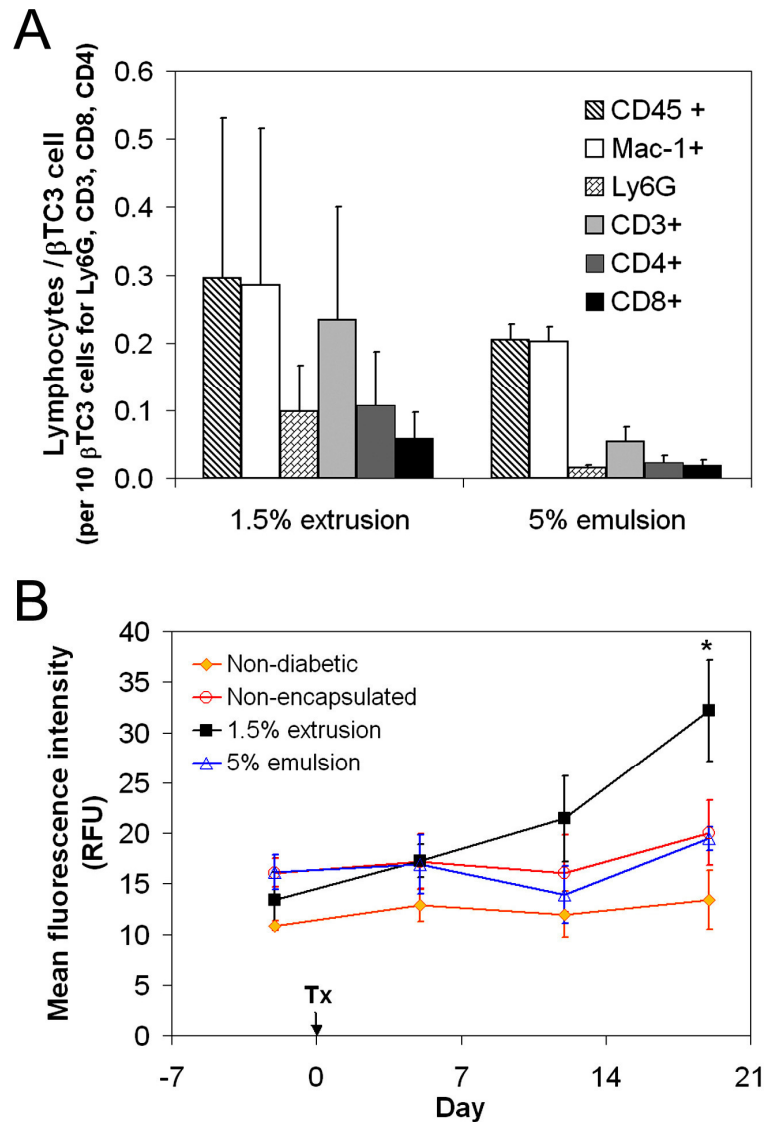 A
Lymphocytes / βTC3 cell
(per 10 βTC3 cells for Ly6G, CD3, CD8, CD4)
0.6
0.5
0.4
0.3
0.2
0.1
0.0
CD45 +
Mac-1+
Ly6G
CD3+
CD4+
CD8+
1.5% extrusion
5% emulsion
B
Mean fluorescence intensity
(RFU)
40
35
30
25
20
15
10
5
0
Non-diabetic
Non-encapsulated
1.5% extrusion
5% emulsion
*
Tx
-7
0
7
14
21
Day